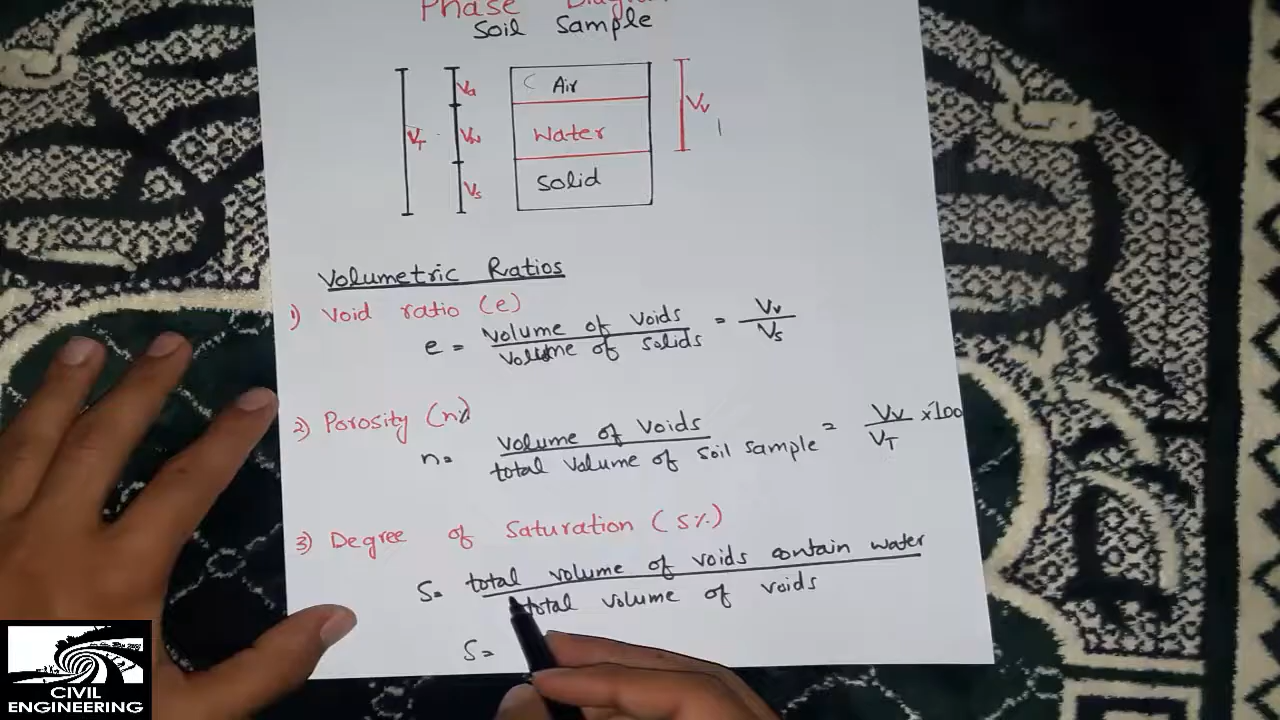 Phase Diagram
Soil Sample
Va
Air
VT
Vw
Water
Vv
Vs
Solid
Volumetric Ratios
1) Void ratio (e)
e = volume of voids / volume of solids = Vv / Vs
2) Porosity (n)
n = volume of voids / total volume of soil sample = Vv / VT x100
3) Degree of Saturation (S%)
S = total volume of voids contain water / total volume of voids
S =
CIVIL
ENGINEERING